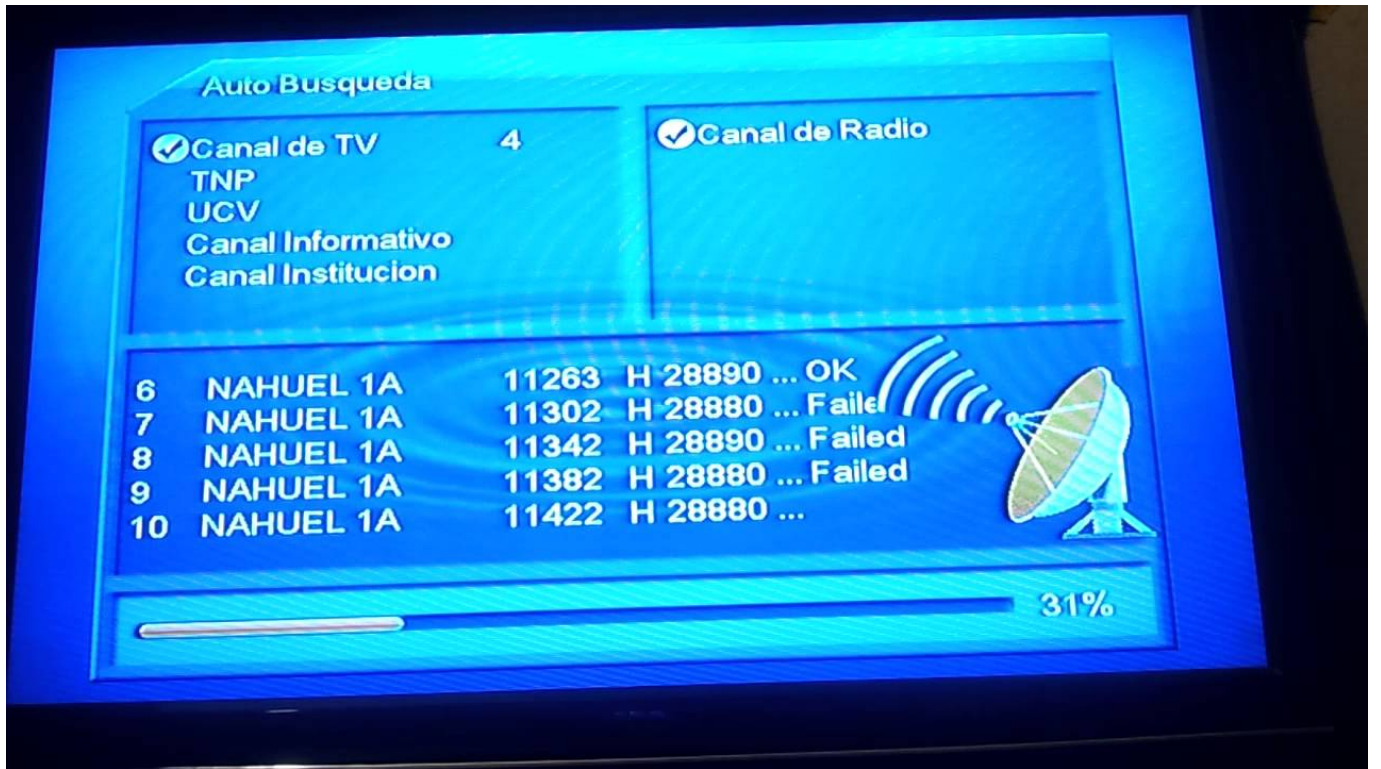 Auto Busqueda
Canal de TV 4
TNP
UCV
Canal Informativo
Canal Institucion
Canal de Radio
6 NAHUEL 1A 11263 H 28890 ... OK
7 NAHUEL 1A 11302 H 28880 ... Faile
8 NAHUEL 1A 11342 H 28890 ... Failed
9 NAHUEL 1A 11382 H 28880 ... Failed
10 NAHUEL 1A 11422 H 28880 ...
31%